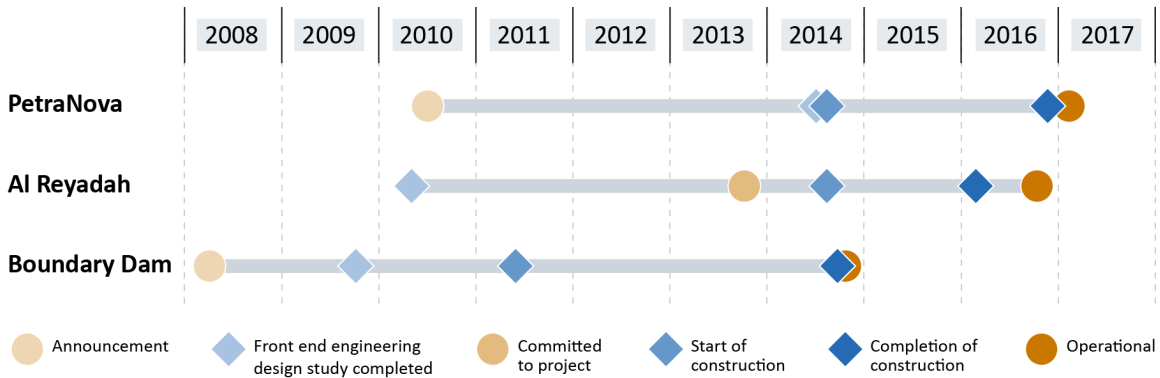 2008 2009 2010 2011 2012 2013 2014 2015 2016 2017
PetraNova
Al Reyadah
Boundary Dam
Announcement
Front end engineering
design study completed
Committed
to project
Start of
construction
Completion of
construction
Operational